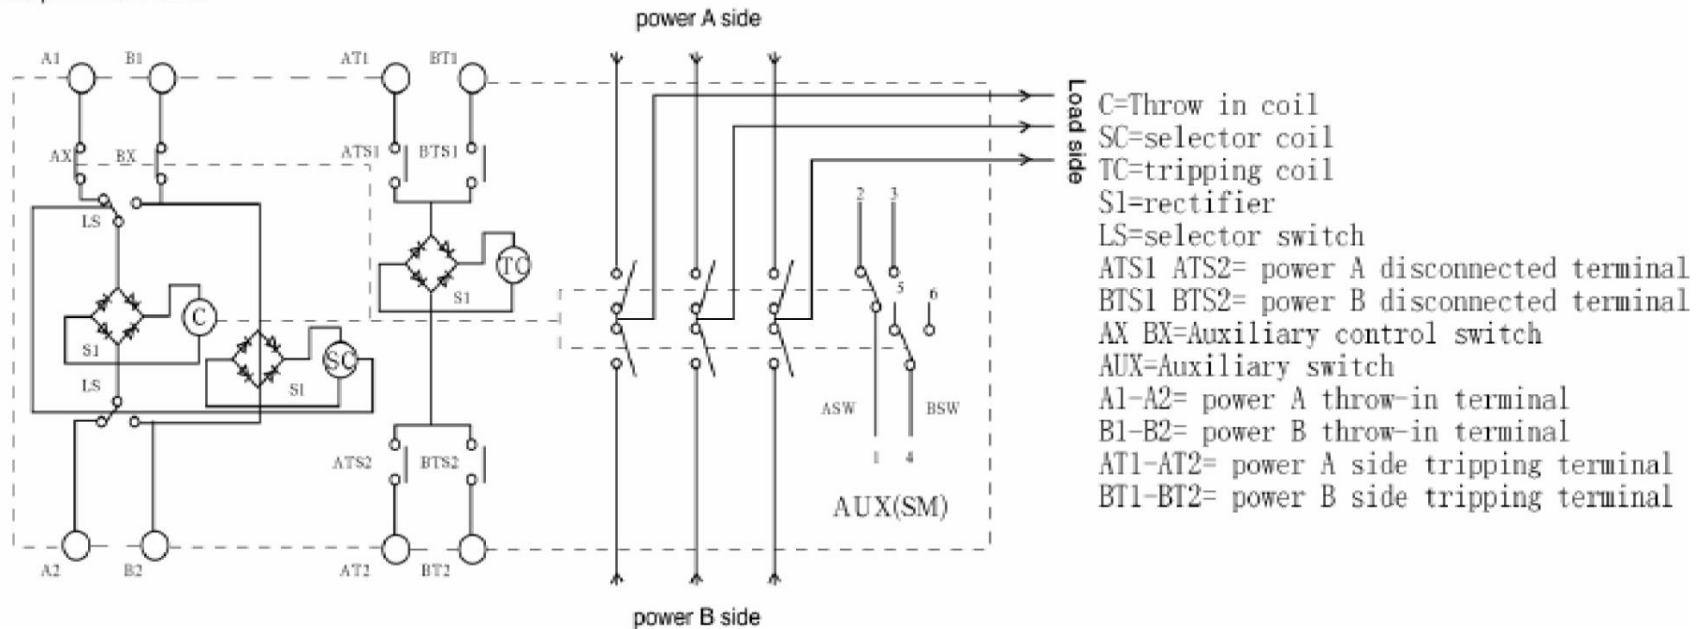 power A side
A1
B1
AT1
BT1
Load side
C=Throw in coil
SC=selector coil
TC=tripping coil
S1=rectifier
LS=selector switch
ATS1 ATS2= power A disconnected terminal
BTS1 BTS2= power B disconnected terminal
AX BX=Auxiliary control switch
AUX=Auxiliary switch
A1-A2= power A throw-in terminal
B1-B2= power B throw-in terminal
AT1-AT2= power A side tripping terminal
BT1-BT2= power B side tripping terminal
AX
BX
ATS1
BTS1
2
3
LS
TC
S1
5
6
C
S1
SC
S1
LS
ASW
BSW
ATS2
BTS2
1
4
AUX(SM)
A2
B2
AT2
BT2
power B side